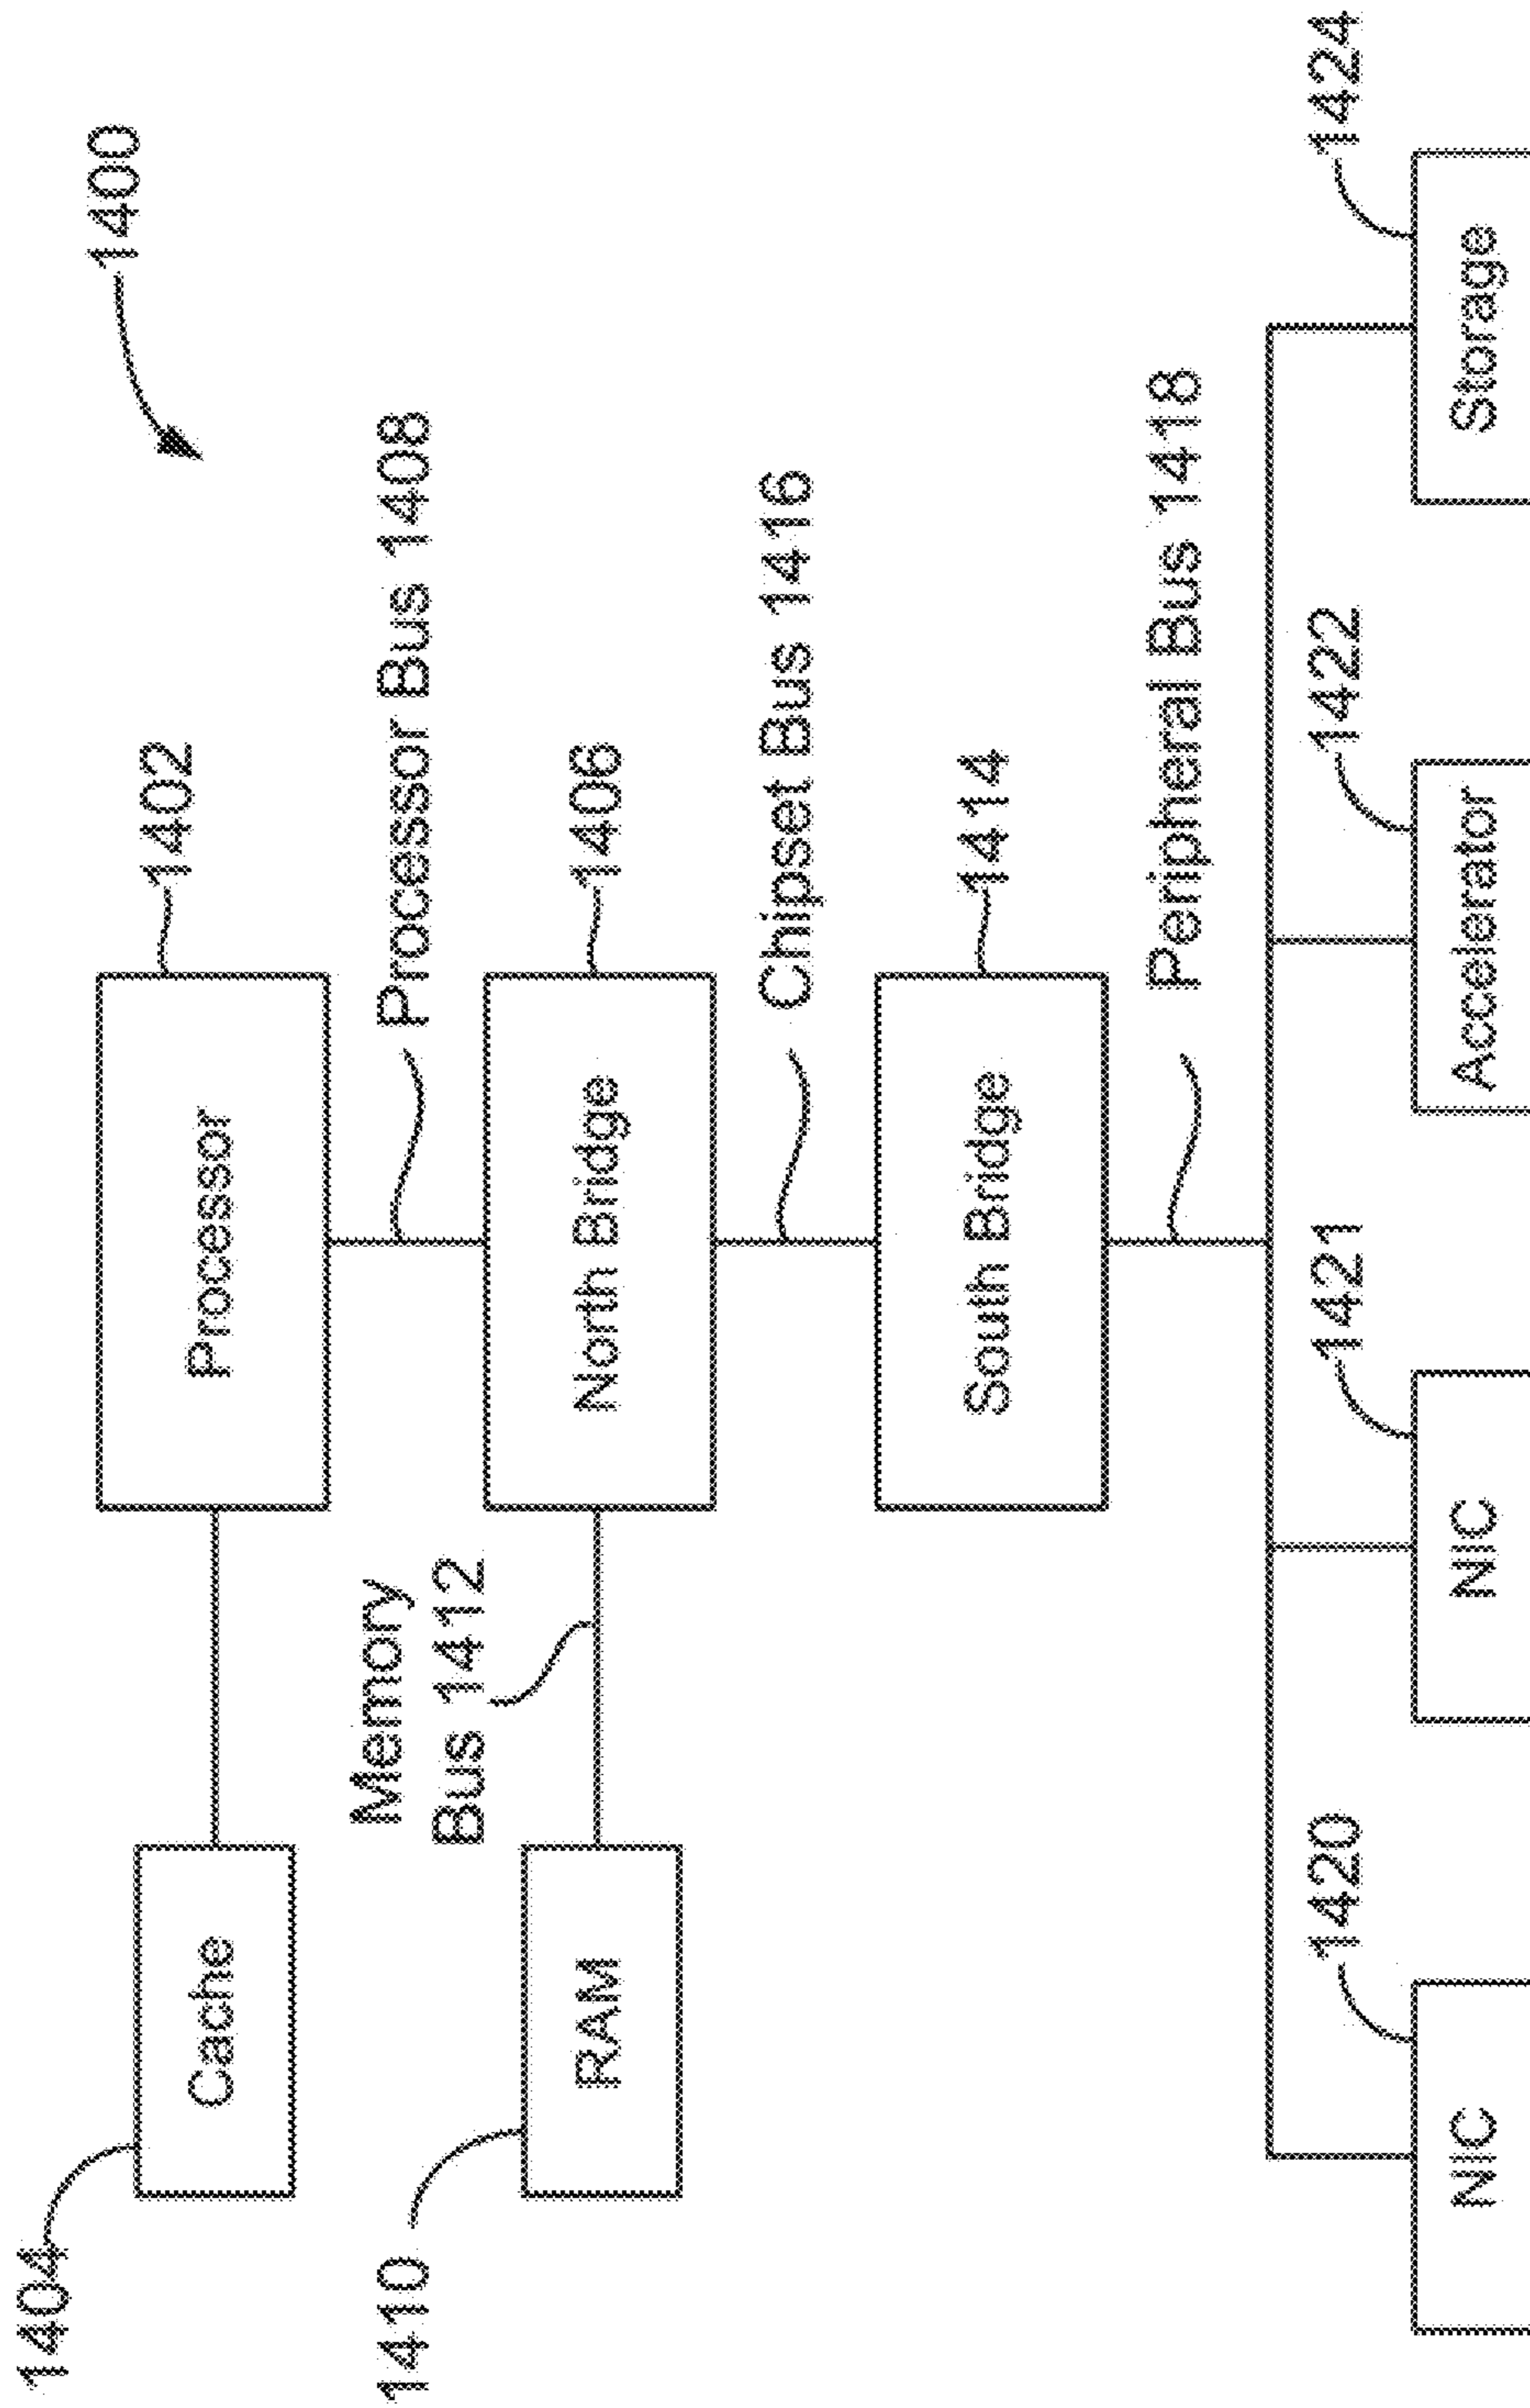 1400
1402
1404
Processor
Cache
Processor Bus 1408
Memory
Bus 1412
1406
1410
North Bridge
RAM
Chipset Bus 1416
1414
South Bridge
Peripheral Bus 1418
1420
1421
1422
1424
NIC
NIC
Accelerator
Storage